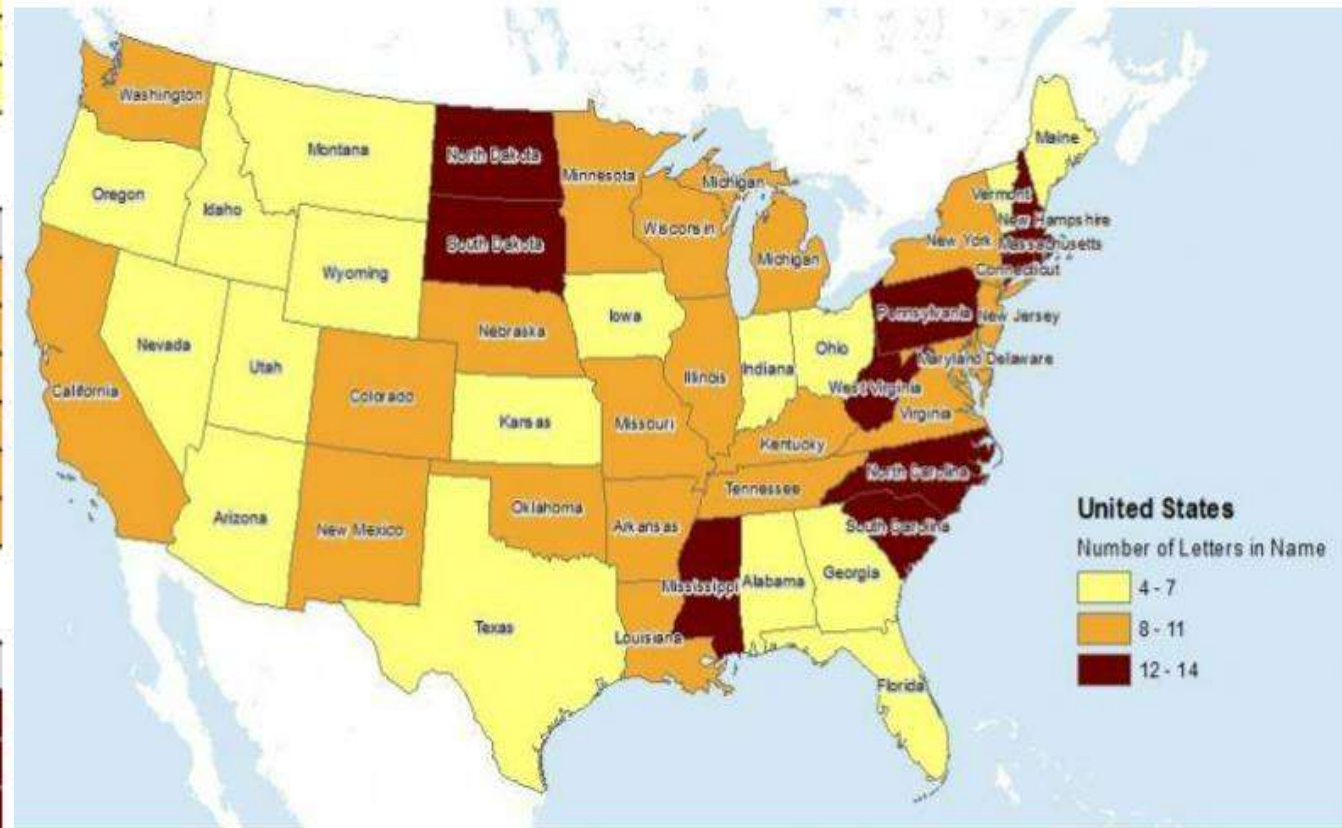 Washington
Montana
North Dakota
Minnesota
Michigan
Maine
Oregon
Idaho
South Dakota
Wisconsin
Vermont
New Hampshire
Wyoming
Michigan
New York
Massachusetts
Connecticut
Nevada
Utah
Nebraska
Iowa
Pennsylvania
New Jersey
California
Colorado
Kansas
Missouri
Illinois
Indiana
Ohio
Maryland
Delaware
West Virginia
Virginia
Kentucky
Arizona
New Mexico
Oklahoma
Arkansas
Tennessee
North Carolina
South Carolina
Texas
Louisiana
Mississippi
Alabama
Georgia
Florida
United States
Number of Letters in Name
4 - 7
8 - 11
12 - 14